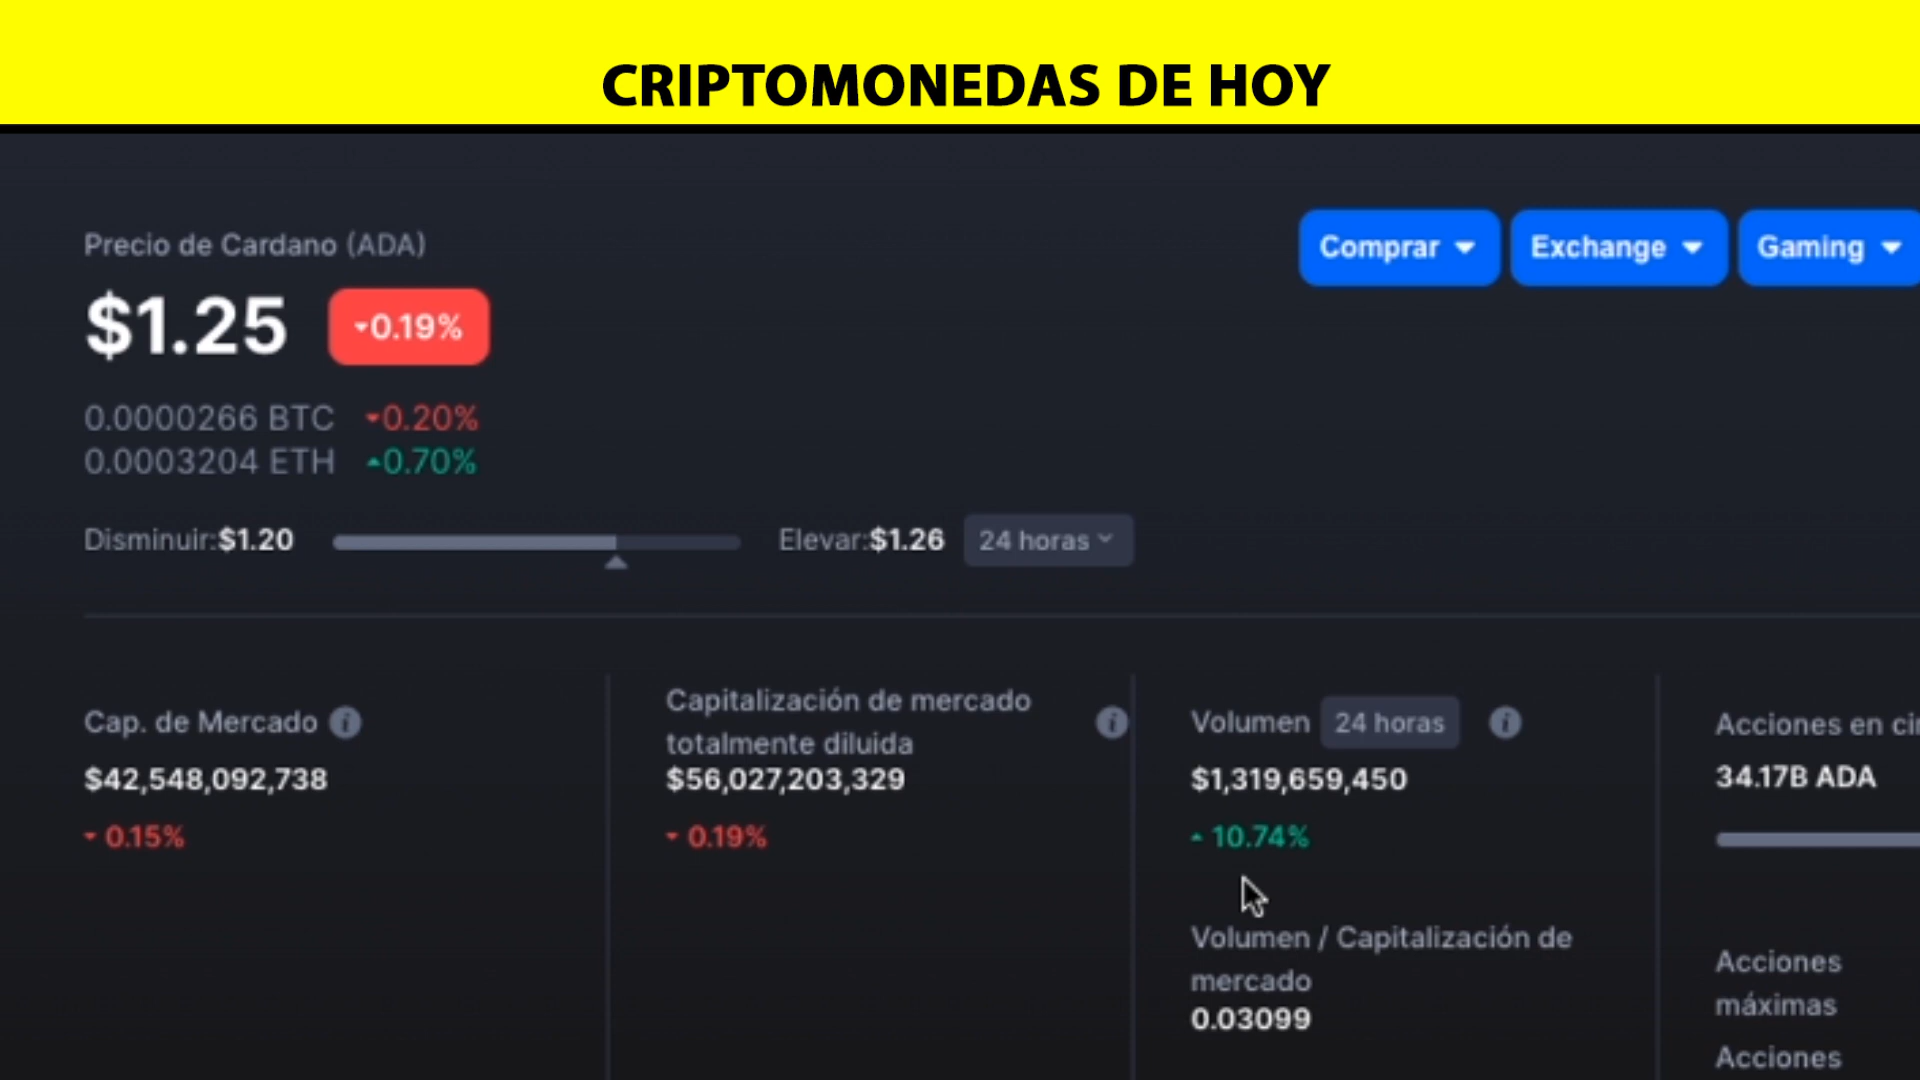 CRIPTOMONEDAS DE HOY
Precio de Cardano (ADA)
$1.25 0.19%
0.0000266 BTC 0.20%
0.0003204 ETH 0.70%
Disminuir:$1.20 Elevar:$1.26 24 horas
Comprar Exchange Gaming
Cap. de Mercado
$42,548,092,738
0.15%
Capitalización de mercado
totalmente diluida
$56,027,203,329
0.19%
Volumen 24 horas
$1,319,659,450
10.74%
Volumen / Capitalización de
mercado
0.03099
Acciones en ci
34.17B ADA
Acciones
máximas
Acciones